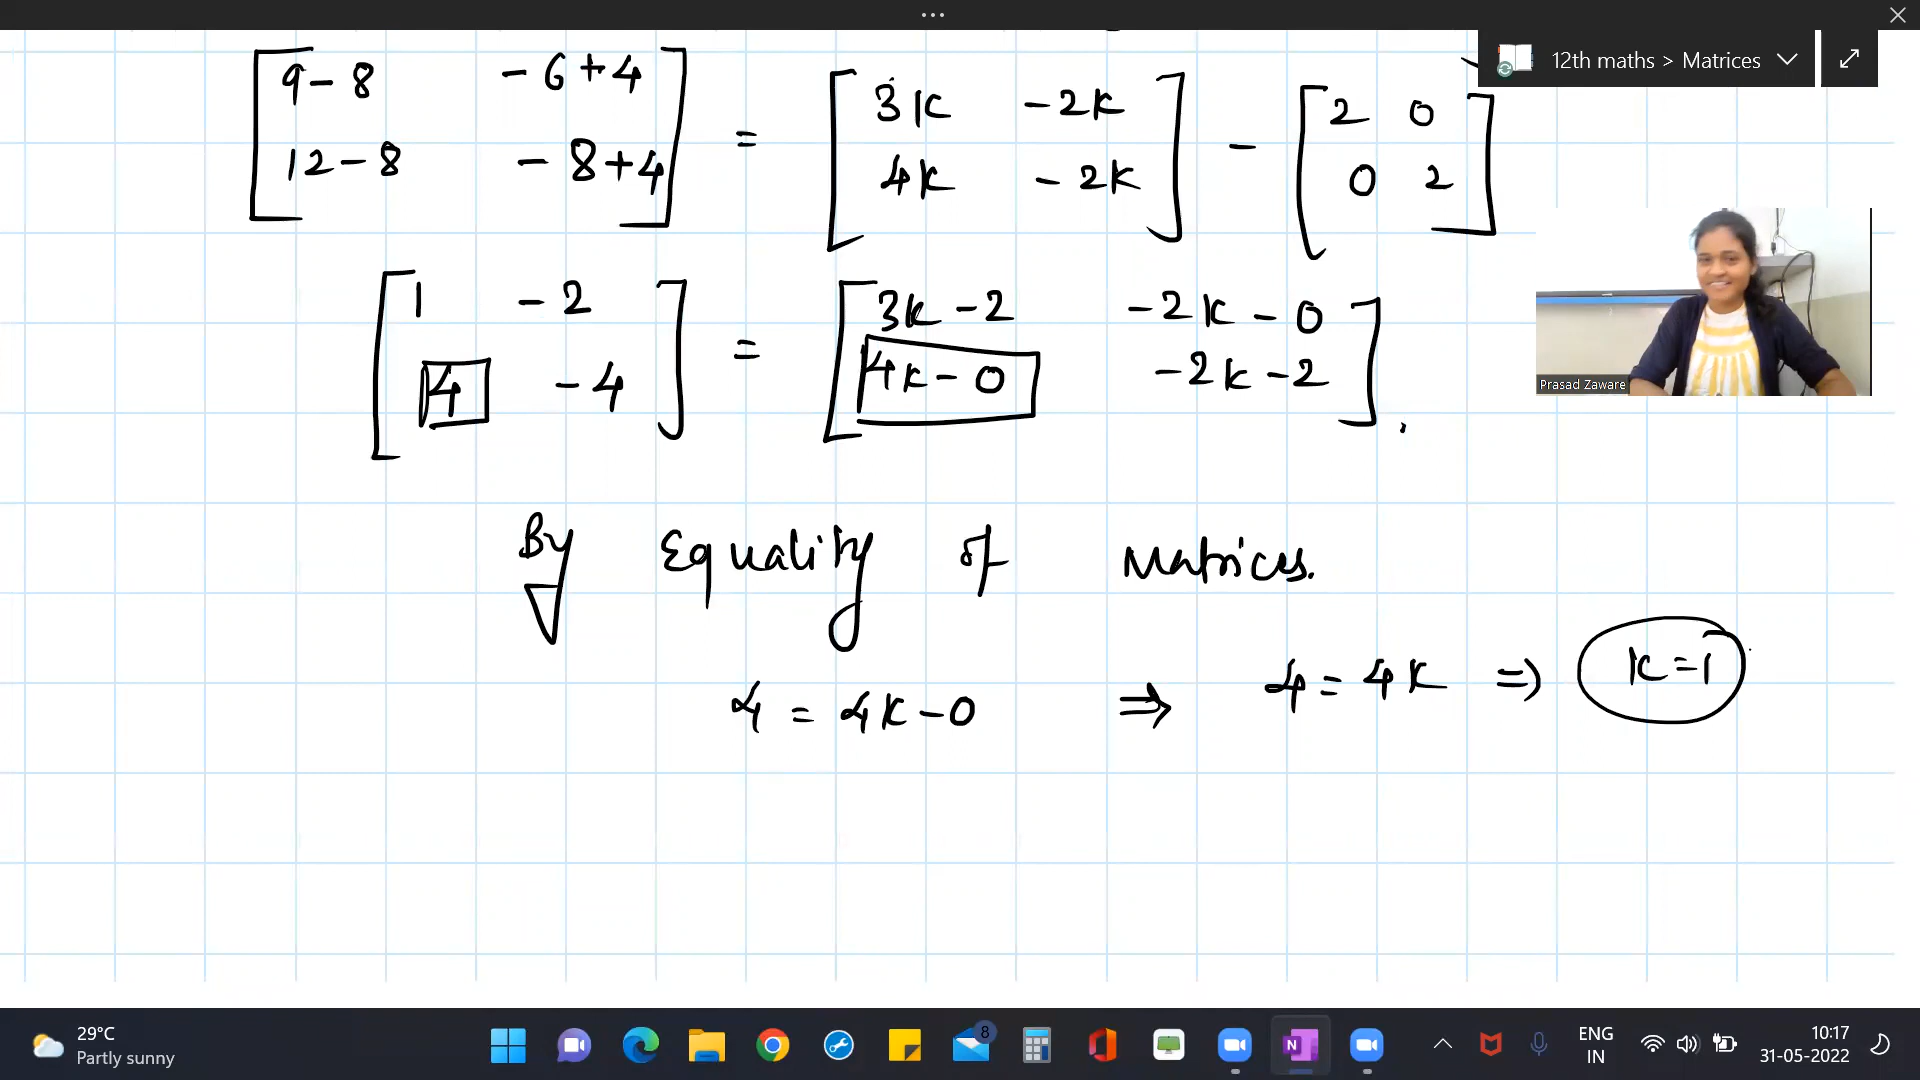 ...
12th maths > Matrices
[ 9 - 8   - 6 + 4 ] = [ 3k   - 2k ] - [ 2 0 ]
[ 12 - 8   - 8 + 4 ]   [ 4k   - 2k ]   [ 0 2 ]
[ 1   - 2 ] = [ 3k - 2   - 2k - 0 ]
[ 4   - 4 ]   [ 4k - 0   - 2k - 2 ] .
Prasad Zaware
By Equality of Matrices.
4 = 4k - 0 ⇒ 4 = 4k ⇒ k = 1
29°C
Partly sunny
8
ENG
IN
10:17
31-05-2022